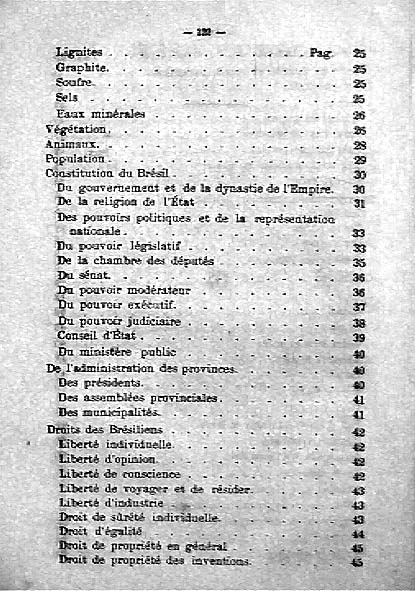 — 122 —
Lignites . . . . . . . . . . . Pag. 25
Graphite. . . . . . . . . . . . . 25
Soufre. . . . . . . . . . . . . . 25
Sels . . . . . . . . . . . . . . 25
Eaux minérales . . . . . . . . . . 26
Végétation. . . . . . . . . . . . . 26
Animaux. . . . . . . . . . . . . . 28
Population . . . . . . . . . . . . . 29
Constitution du Brésil . . . . . . . . . 30
Du gouvernement et de la dynastie de l'Empire. 30
De la religion de l'État . . . . . . . . 31
Des pouvoirs politiques et de la représentation
nationale . . . . . . . . . . . . 33
Du pouvoir législatif . . . . . . . . . 33
De la chambre des députés . . . . . . . 35
Du sénat. . . . . . . . . . . . . 36
Du pouvoir modérateur . . . . . . . . 36
Du pouvoir exécutif. . . . . . . . . . 37
Du pouvoir judiciaire . . . . . . . . . 38
Conseil d'État . . . . . . . . . . . 39
Du ministère public . . . . . . . . . 40
De l'administration des provinces. . . . . . . 40
Des présidents. . . . . . . . . . . 40
Des assemblées provinciales. . . . . . . 41
Des municipalités. . . . . . . . . . 41
Droits des Brésiliens . . . . . . . . . . 42
Liberté individuelle. . . . . . . . . . 42
Liberté d'opinion. . . . . . . . . . . 42
Liberté de conscience . . . . . . . . . 42
Liberté de voyager et de résider. . . . . . 43
Liberté d'industrie . . . . . . . . . . 43
Droit de sûreté individuelle. . . . . . . . 43
Droit d'égalité . . . . . . . . . . . 44
Droit de propriété en général . . . . . . . 45
Droit de propriété des inventions. . . . . . 45